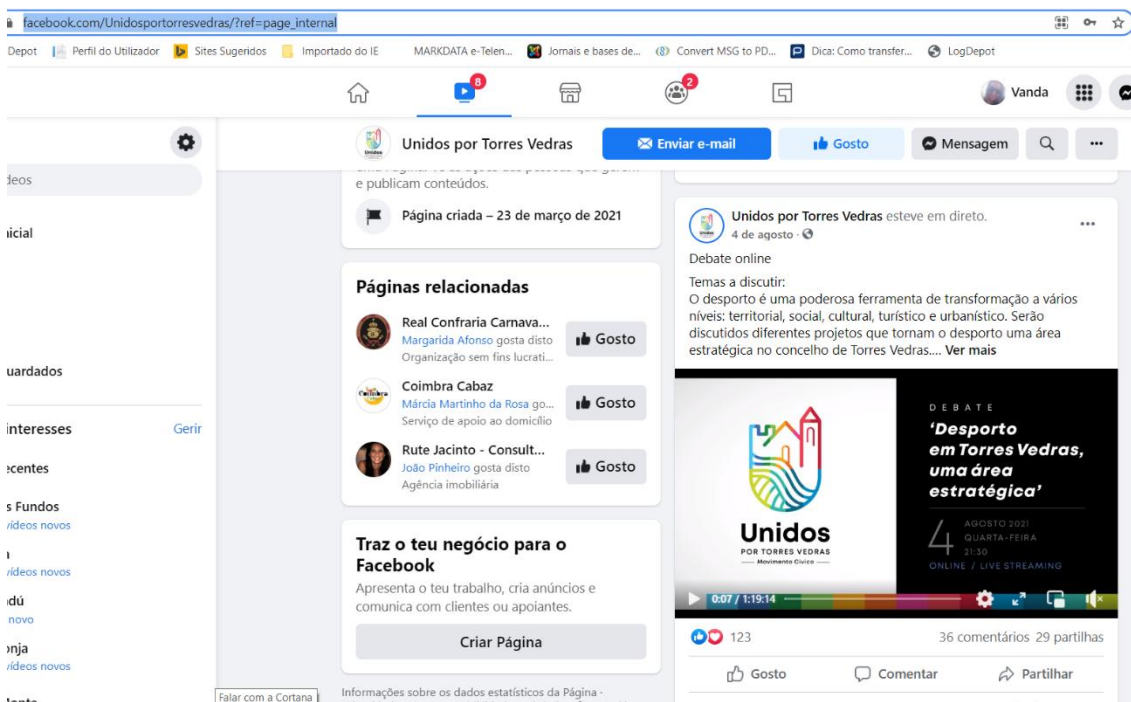 facebook.com/Unidosportorresvedras/?ref=page_internal
Depot Perfil do Utilizador Sites Sugeridos Importado do IE MARKDATA e-Telen... Jornais e bases de... Convert MSG to PD... Dica: Como transfer... LogDepot
8
2
Vanda
Unidos por Torres Vedras
Enviar e-mail
Gosto
Mensagem
deos
icial
uardados
interesses
Gerir
ecentes
s Fundos
vídeos novos
vídeos novos
dú
novo
onja
vídeos novos
Falar com a Cortana
e publicam conteúdos.
Página criada – 23 de março de 2021
Páginas relacionadas
Real Confraria Carnava...
Margarida Afonso gosta disto
Organização sem fins lucrati...
Gosto
Coimbra Cabaz
Márcia Martinho da Rosa go...
Serviço de apoio ao domicílio
Gosto
Rute Jacinto - Consult...
João Pinheiro gosta disto
Agência imobiliária
Gosto
Traz o teu negócio para o
Facebook
Apresenta o teu trabalho, cria anúncios e
comunica com clientes ou apoiantes.
Criar Página
Informações sobre os dados estatísticos da Página ·
Unidos por Torres Vedras esteve em direto.
4 de agosto ·
Debate online
Temas a discutir:
O desporto é uma poderosa ferramenta de transformação a vários
níveis: territorial, social, cultural, turístico e urbanístico. Serão
discutidos diferentes projetos que tornam o desporto uma área
estratégica no concelho de Torres Vedras.... Ver mais
Unidos
POR TORRES VEDRAS
Movimento Cívico
DEBATE
'Desporto
em Torres Vedras,
uma área
estratégica'
4
AGOSTO 2021
QUARTA-FEIRA
21:30
ONLINE / LIVE STREAMING
0:07 / 1:19:14
123
36 comentários 29 partilhas
Gosto
Comentar
Partilhar